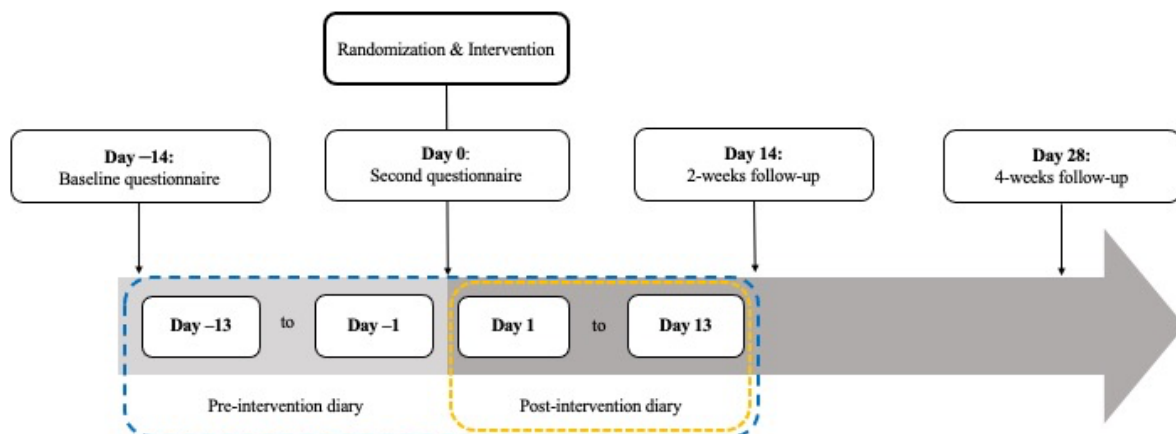 Randomization & Intervention
Day –14:
Baseline questionnaire
Day 0:
Second questionnaire
Day 14:
2-weeks follow-up
Day 28:
4-weeks follow-up
Day –13
to
Day –1
Day 1
to
Day 13
Pre-intervention diary
Post-intervention diary